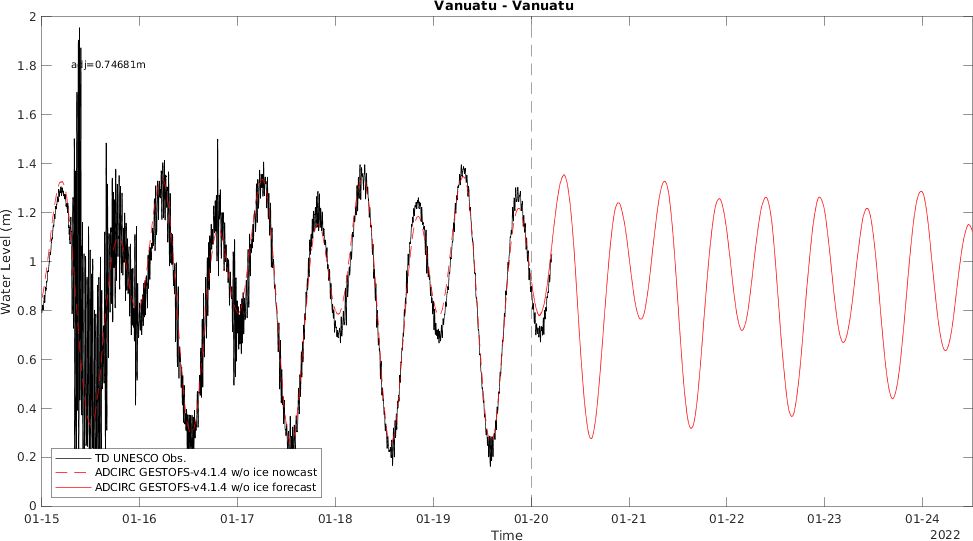 Vanuatu - Vanuatu
adj=0.74681m
Water Level (m)
2
1.8
1.6
1.4
1.2
1
0.8
0.6
0.4
0.2
0
TD UNESCO Obs.
ADCIRC GESTOFS-v4.1.4 w/o ice nowcast
ADCIRC GESTOFS-v4.1.4 w/o ice forecast
01-15 01-16 01-17 01-18 01-19 01-20 01-21 01-22 01-23 01-24
Time
2022